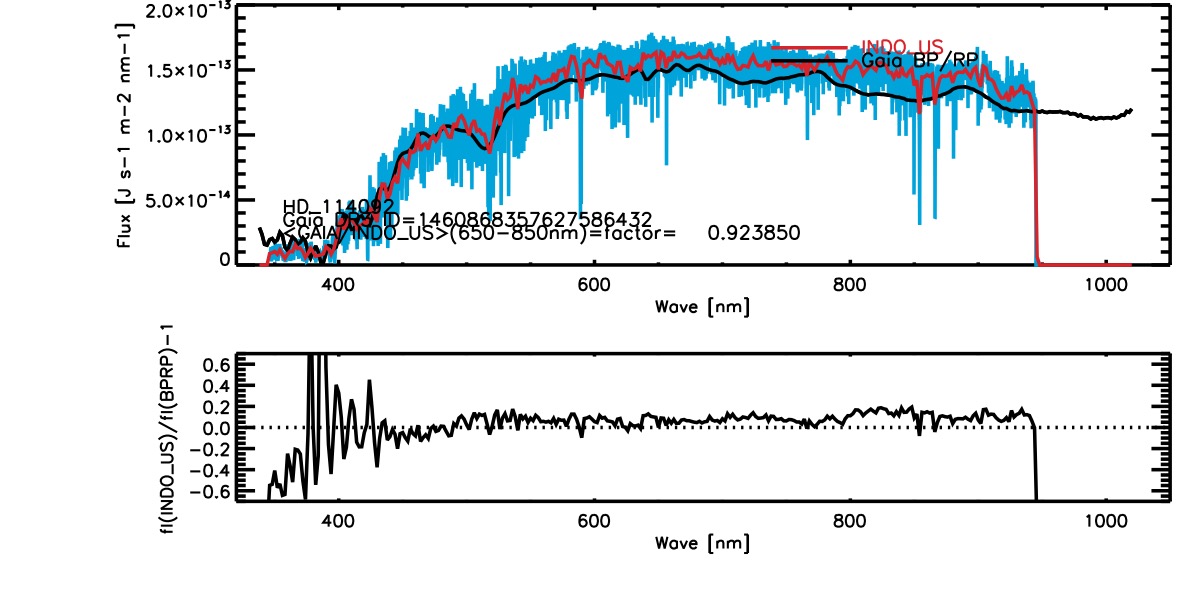 2.0×10⁻¹³
1.5×10⁻¹³
1.0×10⁻¹³
5.0×10⁻¹⁴
0
Flux [J s−1 m−2 nm−1]
INDO_US
Gaia BP/RP
HD_114092
Gaia DR3 ID=1460868357627586432
<GAIA/INDO_US>(650−850nm)=factor= 0.923850
400 600 800 1000
Wave [nm]
fl(INDO_US)/fl(BPRP)−1
0.6
0.4
0.2
0.0
−0.2
−0.4
−0.6
400 600 800 1000
Wave [nm]